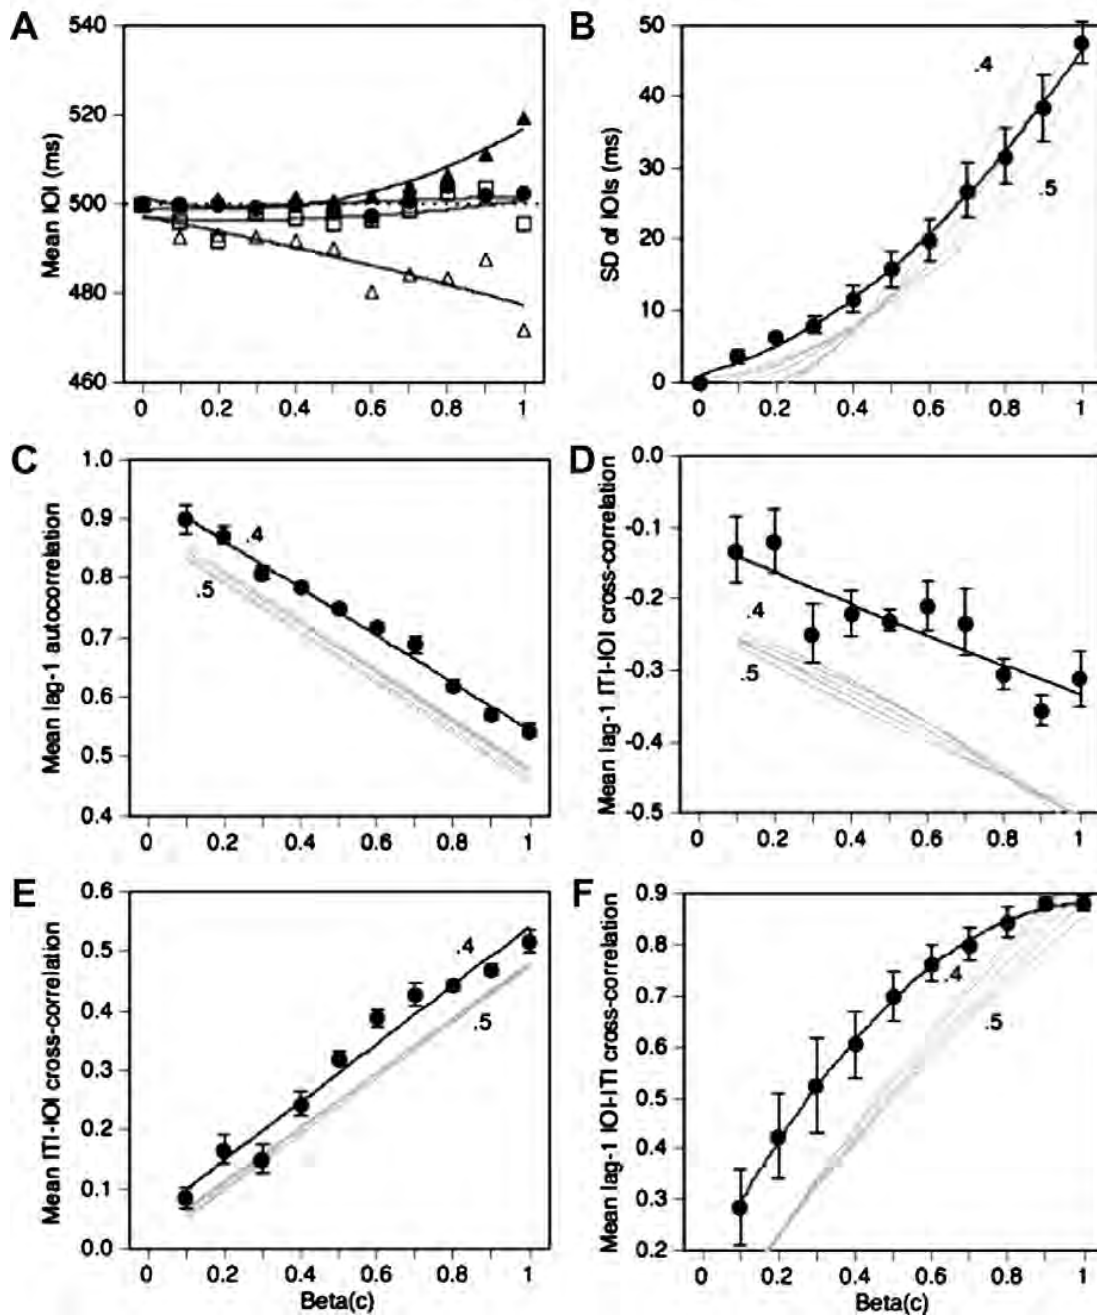 A
540
520
500
480
460
Mean IOI (ms)
0 0.2 0.4 0.6 0.8 1
B
50
40
30
20
10
0
SD of IOIs (ms)
.4
.5
0 0.2 0.4 0.6 0.8 1
C
1.0
0.9
0.8
0.7
0.6
0.5
0.4
Mean lag-1 autocorrelation
.4
.5
0 0.2 0.4 0.6 0.8 1
D
0.0
-0.1
-0.2
-0.3
-0.4
-0.5
Mean lag-1 ITI-IOI cross-correlation
.4
.5
0 0.2 0.4 0.6 0.8 1
E
0.6
0.5
0.4
0.3
0.2
0.1
0.0
Mean ITI-IOI cross-correlation
.4
.5
0 0.2 0.4 0.6 0.8 1
Beta(c)
F
0.9
0.8
0.7
0.6
0.5
0.4
0.3
0.2
Mean lag-1 IOI-ITI cross-correlation
.4
.5
0 0.2 0.4 0.6 0.8 1
Beta(c)